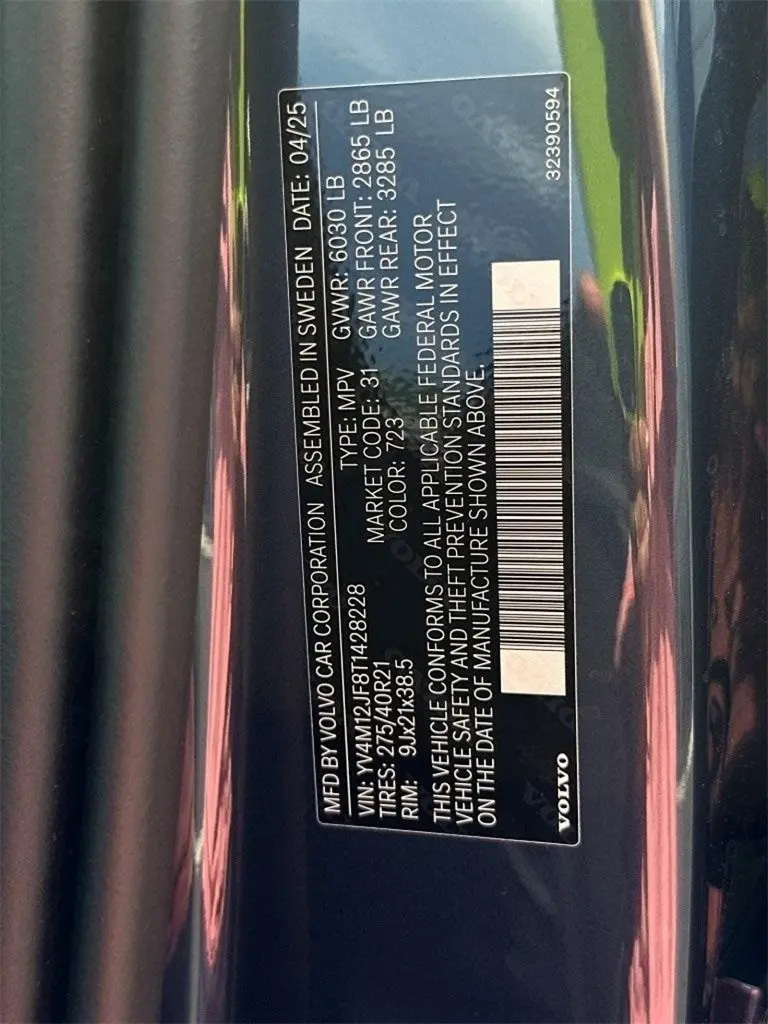 MFD BY VOLVO CAR CORPORATION ASSEMBLED IN SWEDEN DATE: 04/25
VIN: YV4M12JF8T1428228 TYPE: MPV GVWR: 6030 LB
TIRES: 275/40R21 MARKET CODE: 31 GAWR FRONT: 2865 LB
RIM: 9Jx21x38.5 COLOR: 723 GAWR REAR: 3285 LB
THIS VEHICLE CONFORMS TO ALL APPLICABLE FEDERAL MOTOR
VEHICLE SAFETY AND THEFT PREVENTION STANDARDS IN EFFECT
ON THE DATE OF MANUFACTURE SHOWN ABOVE.
VOLVO 32390594